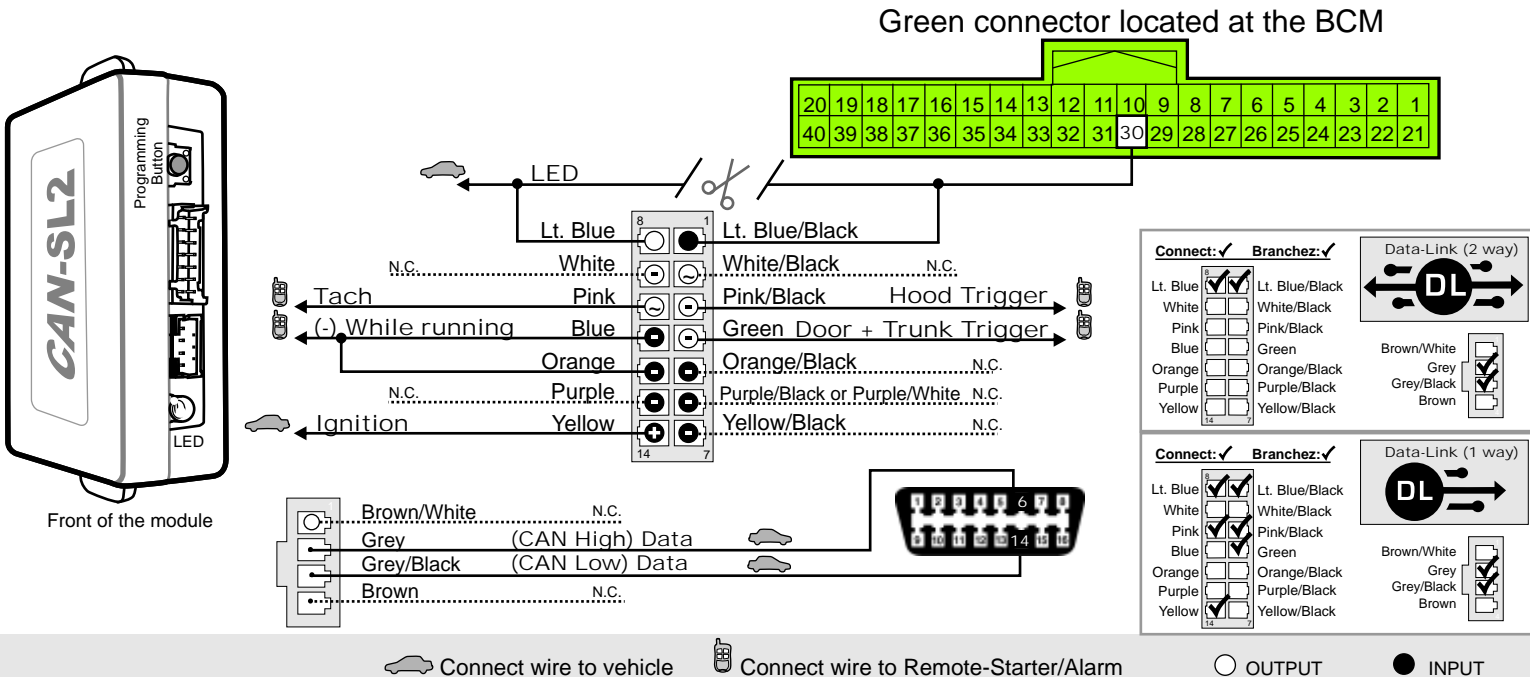 Green connector located at the BCM
20 19 18 17 16 15 14 13 12 11 10 9 8 7 6 5 4 3 2 1
40 39 38 37 36 35 34 33 32 31 30 29 28 27 26 25 24 23 22 21
CAN-SL2
Programming
Button
LED
Front of the module
LED
8 1
Lt. Blue Lt. Blue/Black
N.C. White White/Black N.C.
Tach Pink Pink/Black Hood Trigger
(-) While running Blue Green Door + Trunk Trigger
Orange Orange/Black N.C.
N.C. Purple Purple/Black or Purple/White N.C.
Ignition Yellow Yellow/Black N.C.
14 7
Brown/White N.C.
Grey (CAN High) Data
Grey/Black (CAN Low) Data
Brown N.C.
1 2 3 4 5 6 7 8
9 10 11 12 13 14 15 16
Connect: Branchez:
Data-Link (2 way)
DL
8
Lt. Blue Lt. Blue/Black
White White/Black
Pink Pink/Black
Blue Green
Orange Orange/Black
Purple Purple/Black
Yellow Yellow/Black
14 7
Brown/White
Grey
Grey/Black
Brown
Connect: Branchez:
Data-Link (1 way)
DL
8
Lt. Blue Lt. Blue/Black
White White/Black
Pink Pink/Black
Blue Green
Orange Orange/Black
Purple Purple/Black
Yellow Yellow/Black
14 7
Brown/White
Grey
Grey/Black
Brown
Connect wire to vehicle Connect wire to Remote-Starter/Alarm OUTPUT INPUT